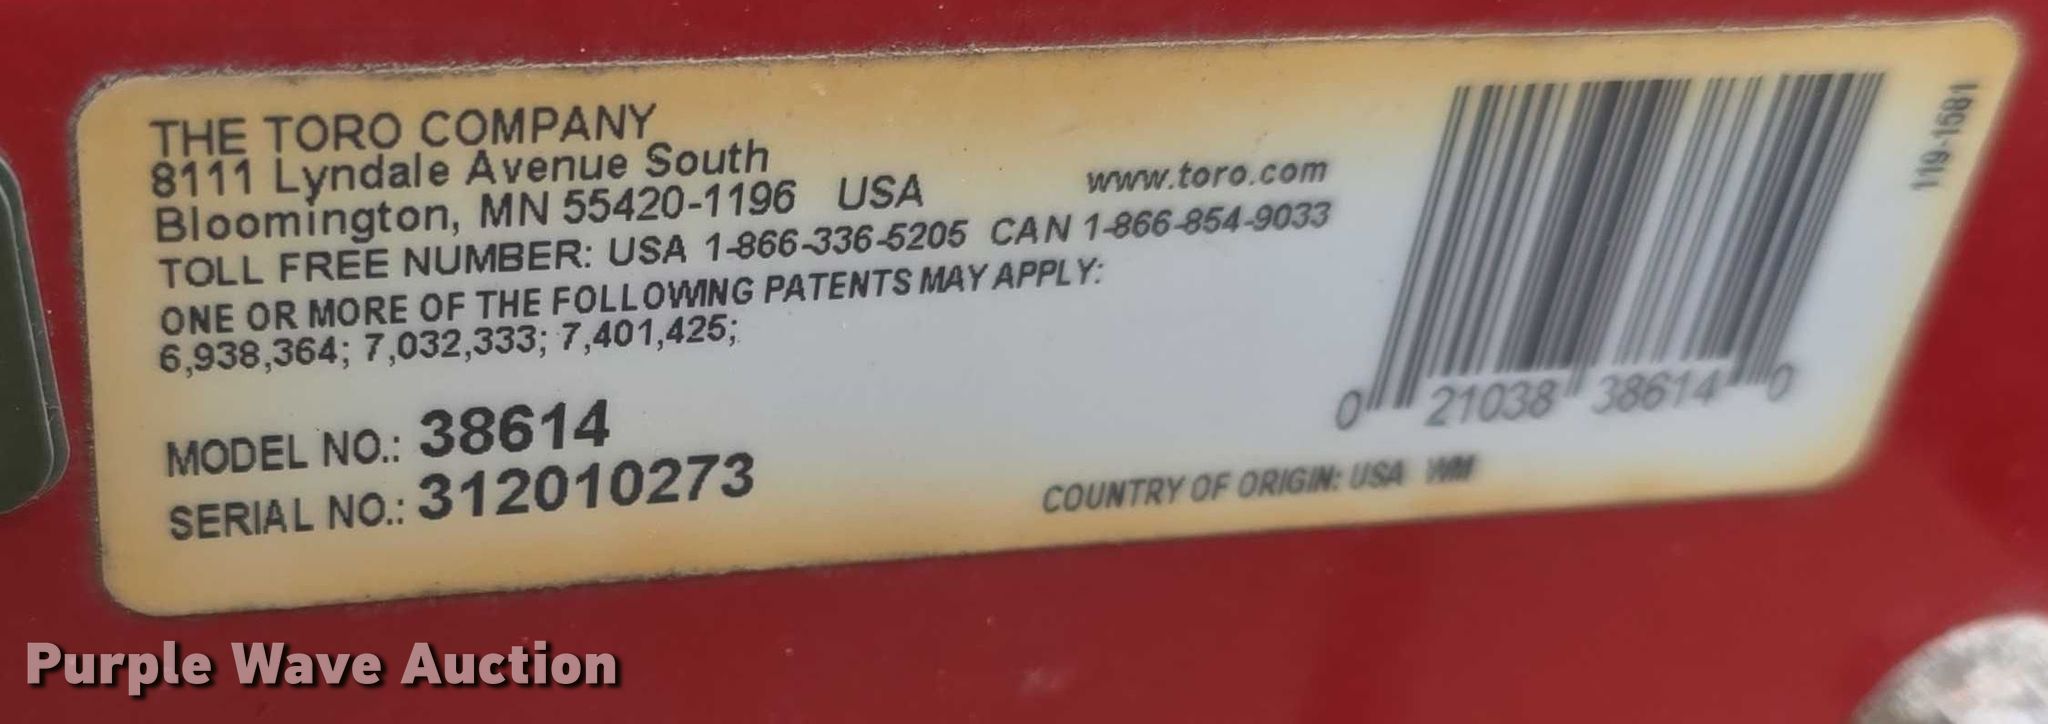 THE TORO COMPANY
8111 Lyndale Avenue South
Bloomington, MN 55420-1196 USA www.toro.com
TOLL FREE NUMBER: USA 1-866-336-5205 CAN 1-866-854-9033
ONE OR MORE OF THE FOLLOWING PATENTS MAY APPLY:
6,938,364; 7,032,333; 7,401,425;
MODEL NO.: 38614
SERIAL NO.: 312010273
COUNTRY OF ORIGIN: USA WM
0 21038 38614 0
119-1581
Purple Wave Auction